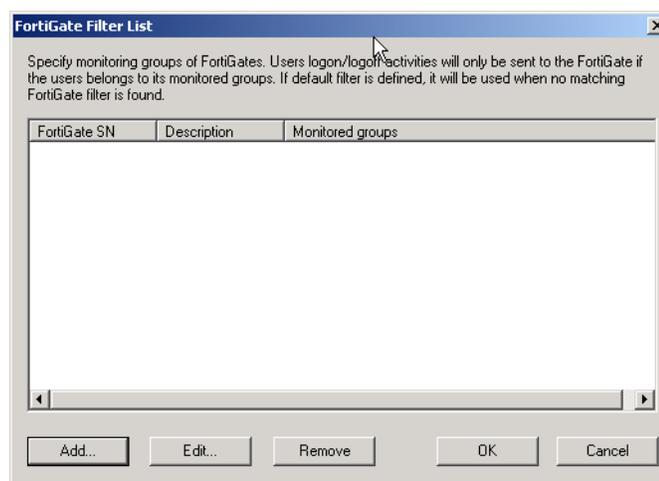 FortiGate Filter List
Specify monitoring groups of FortiGates. Users logon/logoff activities will only be sent to the FortiGate if
the users belongs to its monitored groups. If default filter is defined, it will be used when no matching
FortiGate filter is found.
FortiGate SN Description Monitored groups
Add... Edit... Remove OK Cancel